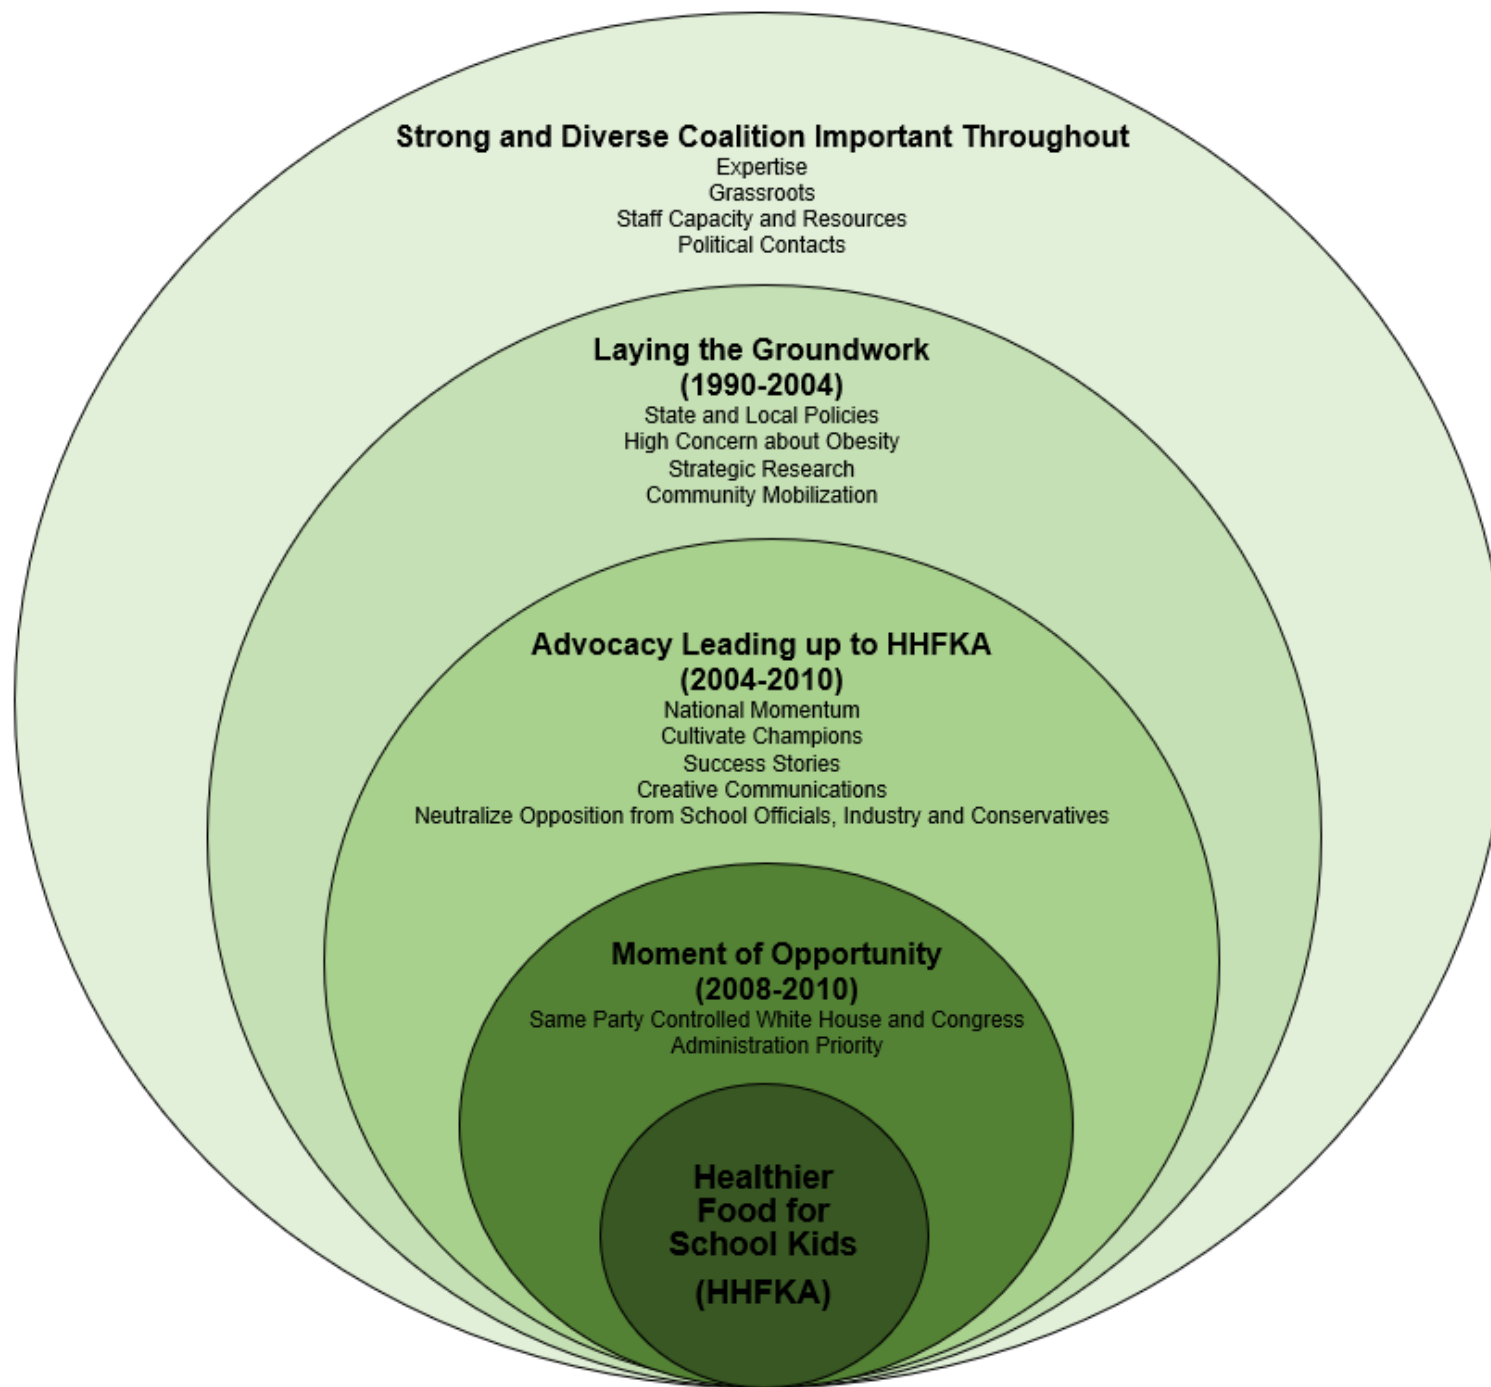 Strong and Diverse Coalition Important Throughout
Expertise
Grassroots
Staff Capacity and Resources
Political Contacts
Laying the Groundwork
(1990-2004)
State and Local Policies
High Concern about Obesity
Strategic Research
Community Mobilization
Advocacy Leading up to HHFKA
(2004-2010)
National Momentum
Cultivate Champions
Success Stories
Creative Communications
Neutralize Opposition from School Officials, Industry and Conservatives
Moment of Opportunity
(2008-2010)
Same Party Controlled White House and Congress
Administration Priority
Healthier
Food for
School Kids
(HHFKA)